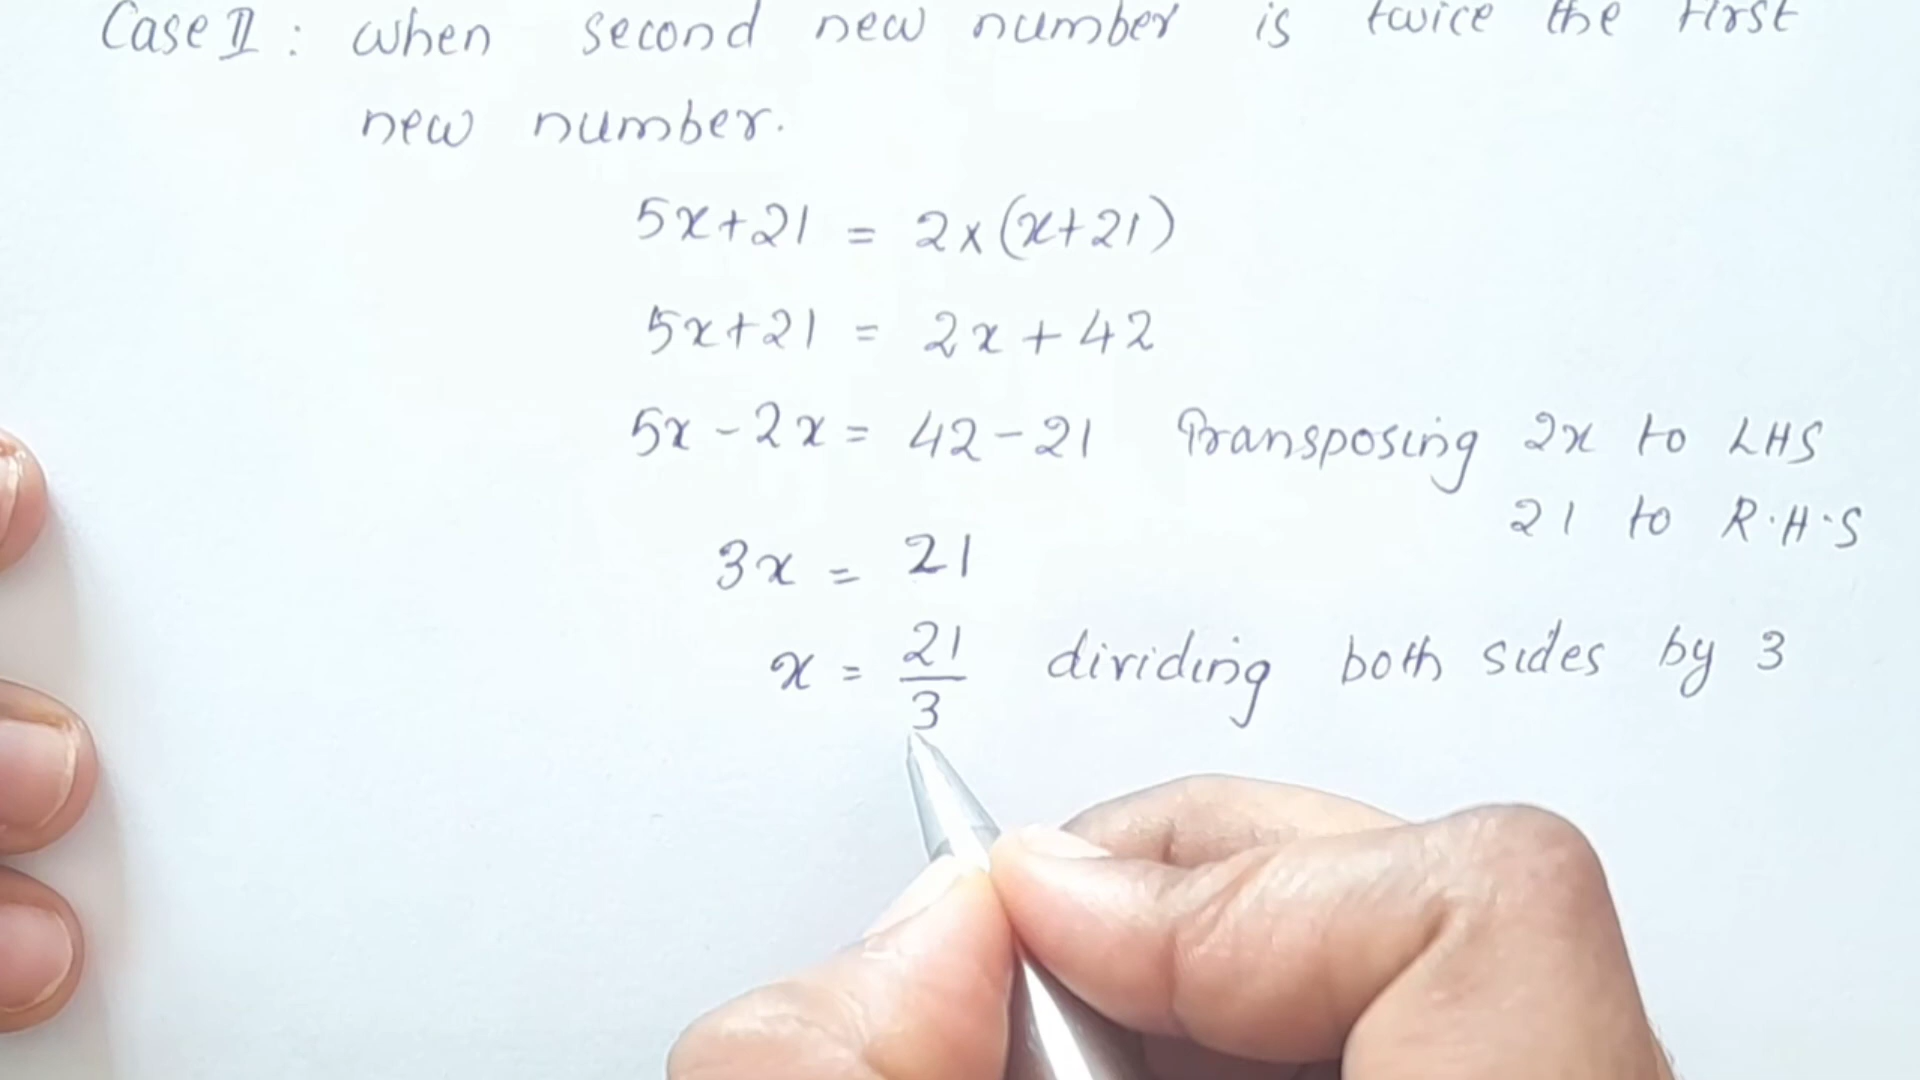 Case II : when second new number is twice the first
new number.
5x+21 = 2×(x+21)
5x+21 = 2x+42
5x-2x = 42-21 Transposing 2x to LHS
21 to R.H.S
3x = 21
x = 21/3 dividing both sides by 3